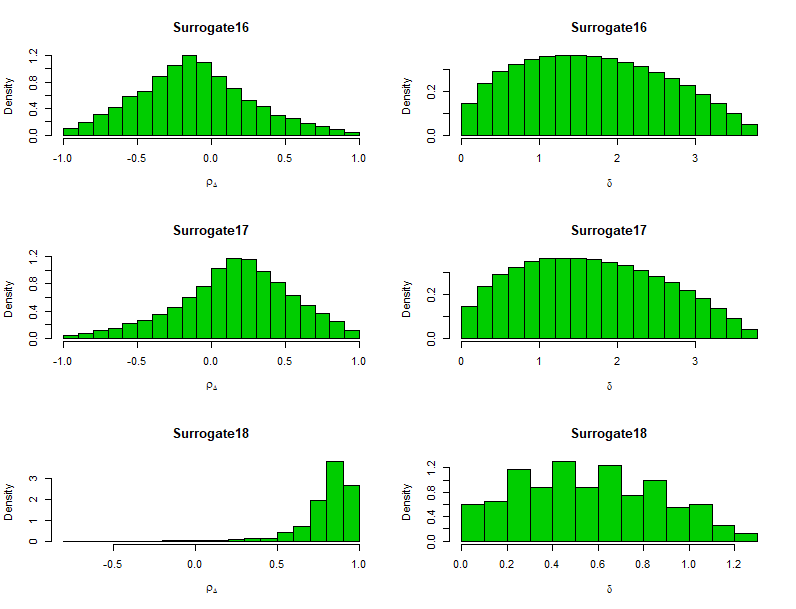 Surrogate16
Density
0.0 0.4 0.8 1.2
-1.0 -0.5 0.0 0.5 1.0
ρΔ
Surrogate16
Density
0.0 0.2
0 1 2 3
δ
Surrogate17
Density
0.0 0.4 0.8 1.2
-1.0 -0.5 0.0 0.5 1.0
ρΔ
Surrogate17
Density
0.0 0.2
0 1 2 3
δ
Surrogate18
Density
0 1 2 3
-0.5 0.0 0.5 1.0
ρΔ
Surrogate18
Density
0.0 0.4 0.8 1.2
0.0 0.2 0.4 0.6 0.8 1.0 1.2
δ